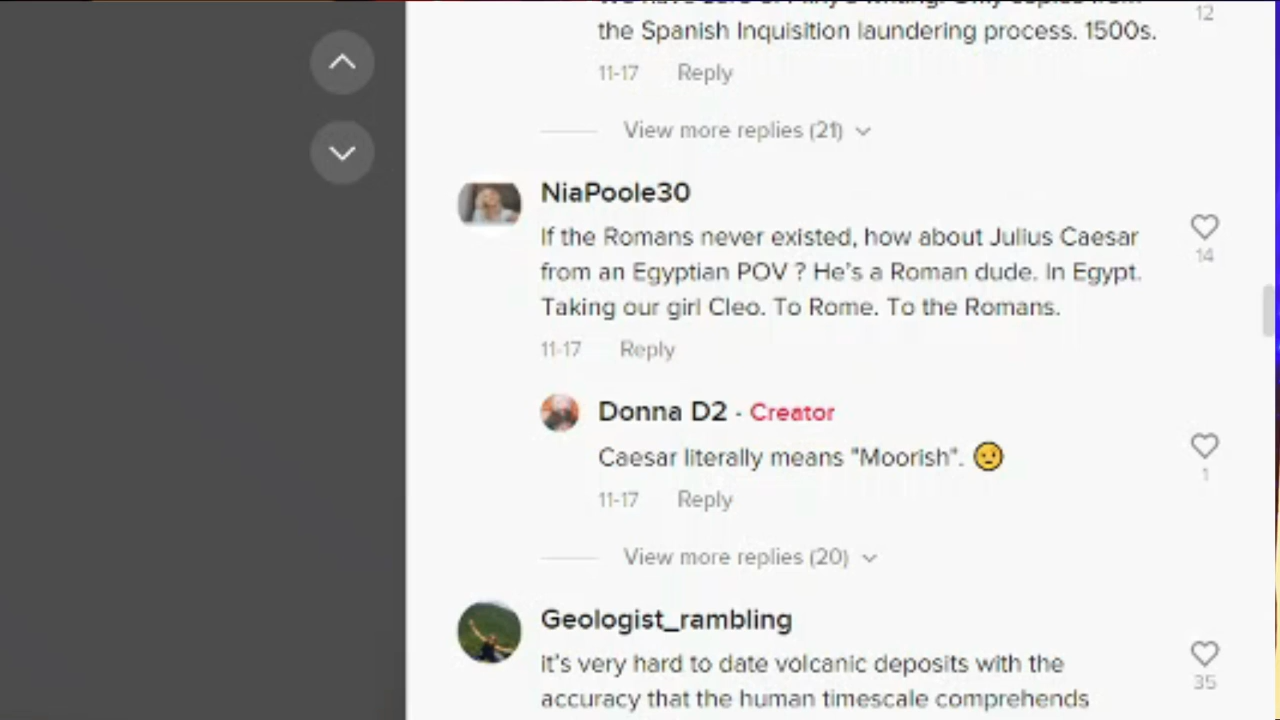 12
the Spanish Inquisition laundering process. 1500s.
11-17 Reply
View more replies (21)
NiaPoole30
If the Romans never existed, how about Julius Caesar
from an Egyptian POV ? He's a Roman dude. In Egypt.
Taking our girl Cleo. To Rome. To the Romans.
14
11-17 Reply
Donna D2 · Creator
Caesar literally means "Moorish".
1
11-17 Reply
View more replies (20)
Geologist_rambling
it's very hard to date volcanic deposits with the
accuracy that the human timescale comprehends
35